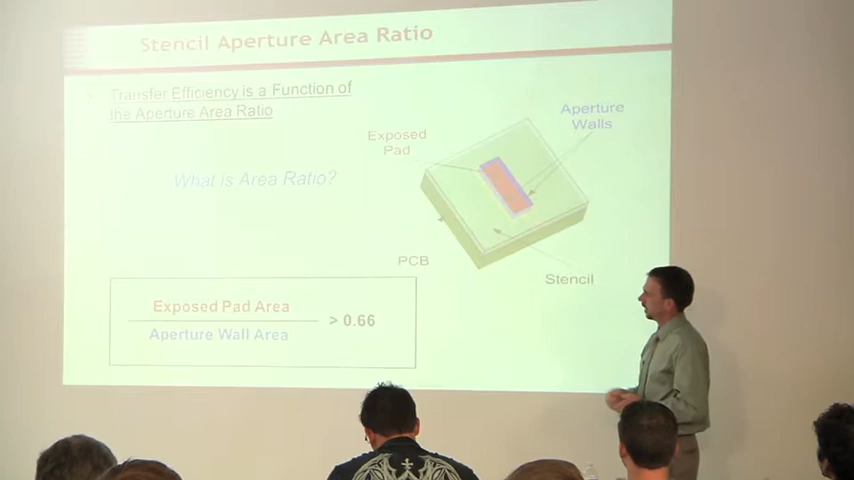 Stencil Aperture Area Ratio
Transfer Efficiency is a Function of
the Aperture Area Ratio
What is Area Ratio?
Exposed
Pad
Aperture
Walls
PCB
Stencil
Exposed Pad Area
Aperture Wall Area
> 0.66